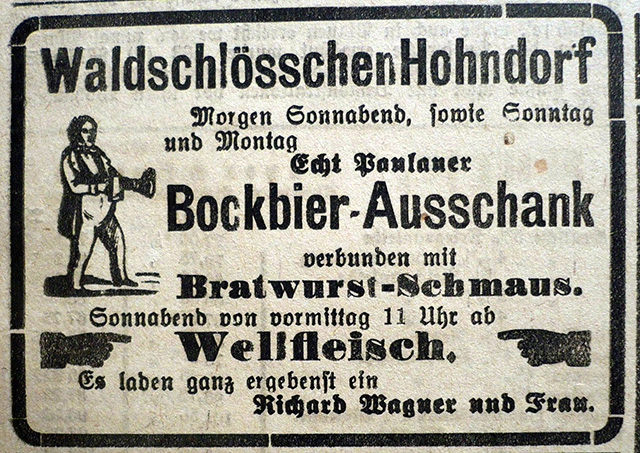 Waldschlösschen Hohndorf
Morgen Sonnabend, sowie Sonntag
und Montag
Echt Paulaner
Bockbier-Ausschank
verbunden mit
Bratwurst-Schmaus.
Sonnabend von vormittag 11 Uhr ab
Wellfleisch.
Es laden ganz ergebenst ein
Richard Wagner und Frau.